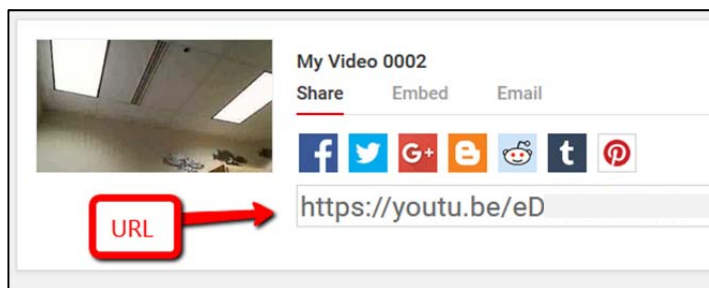 My Video 0002
Share Embed Email
f G+ B t
https://youtu.be/eD
URL